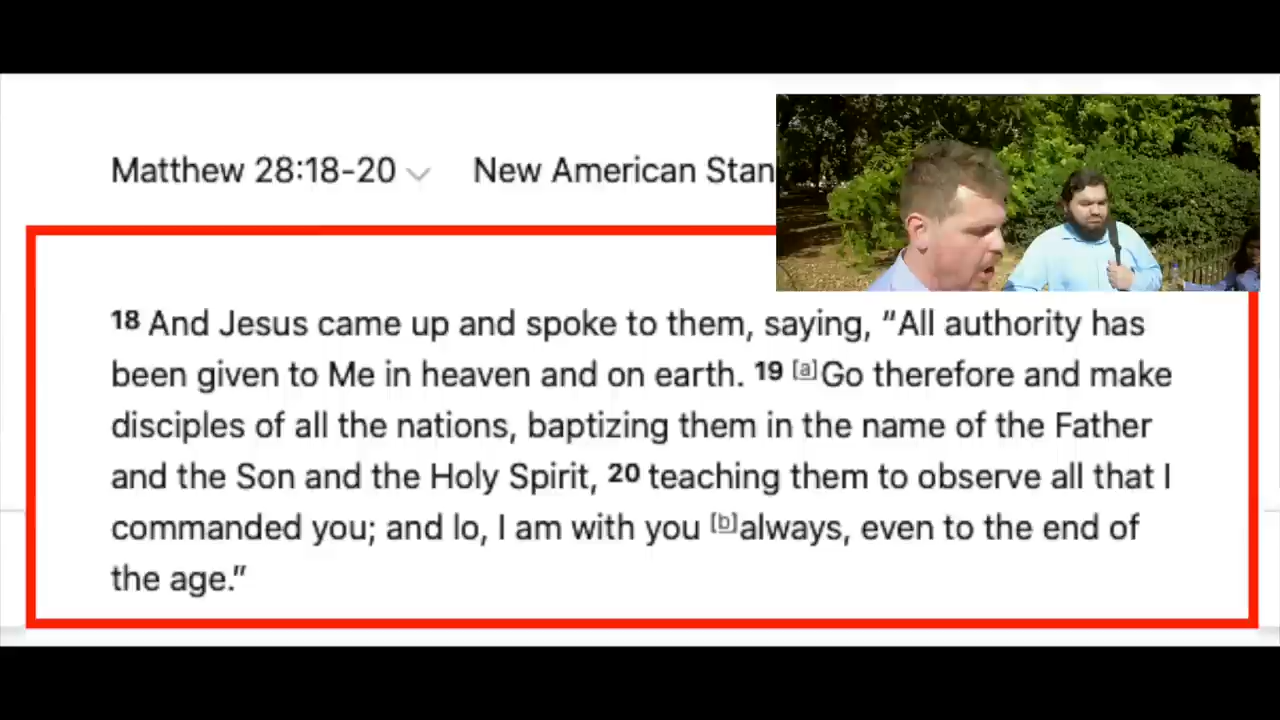 Matthew 28:18-20 New American Stan
18 And Jesus came up and spoke to them, saying, “All authority has
been given to Me in heaven and on earth. 19 [a]Go therefore and make
disciples of all the nations, baptizing them in the name of the Father
and the Son and the Holy Spirit, 20 teaching them to observe all that I
commanded you; and lo, I am with you [b]always, even to the end of
the age.”